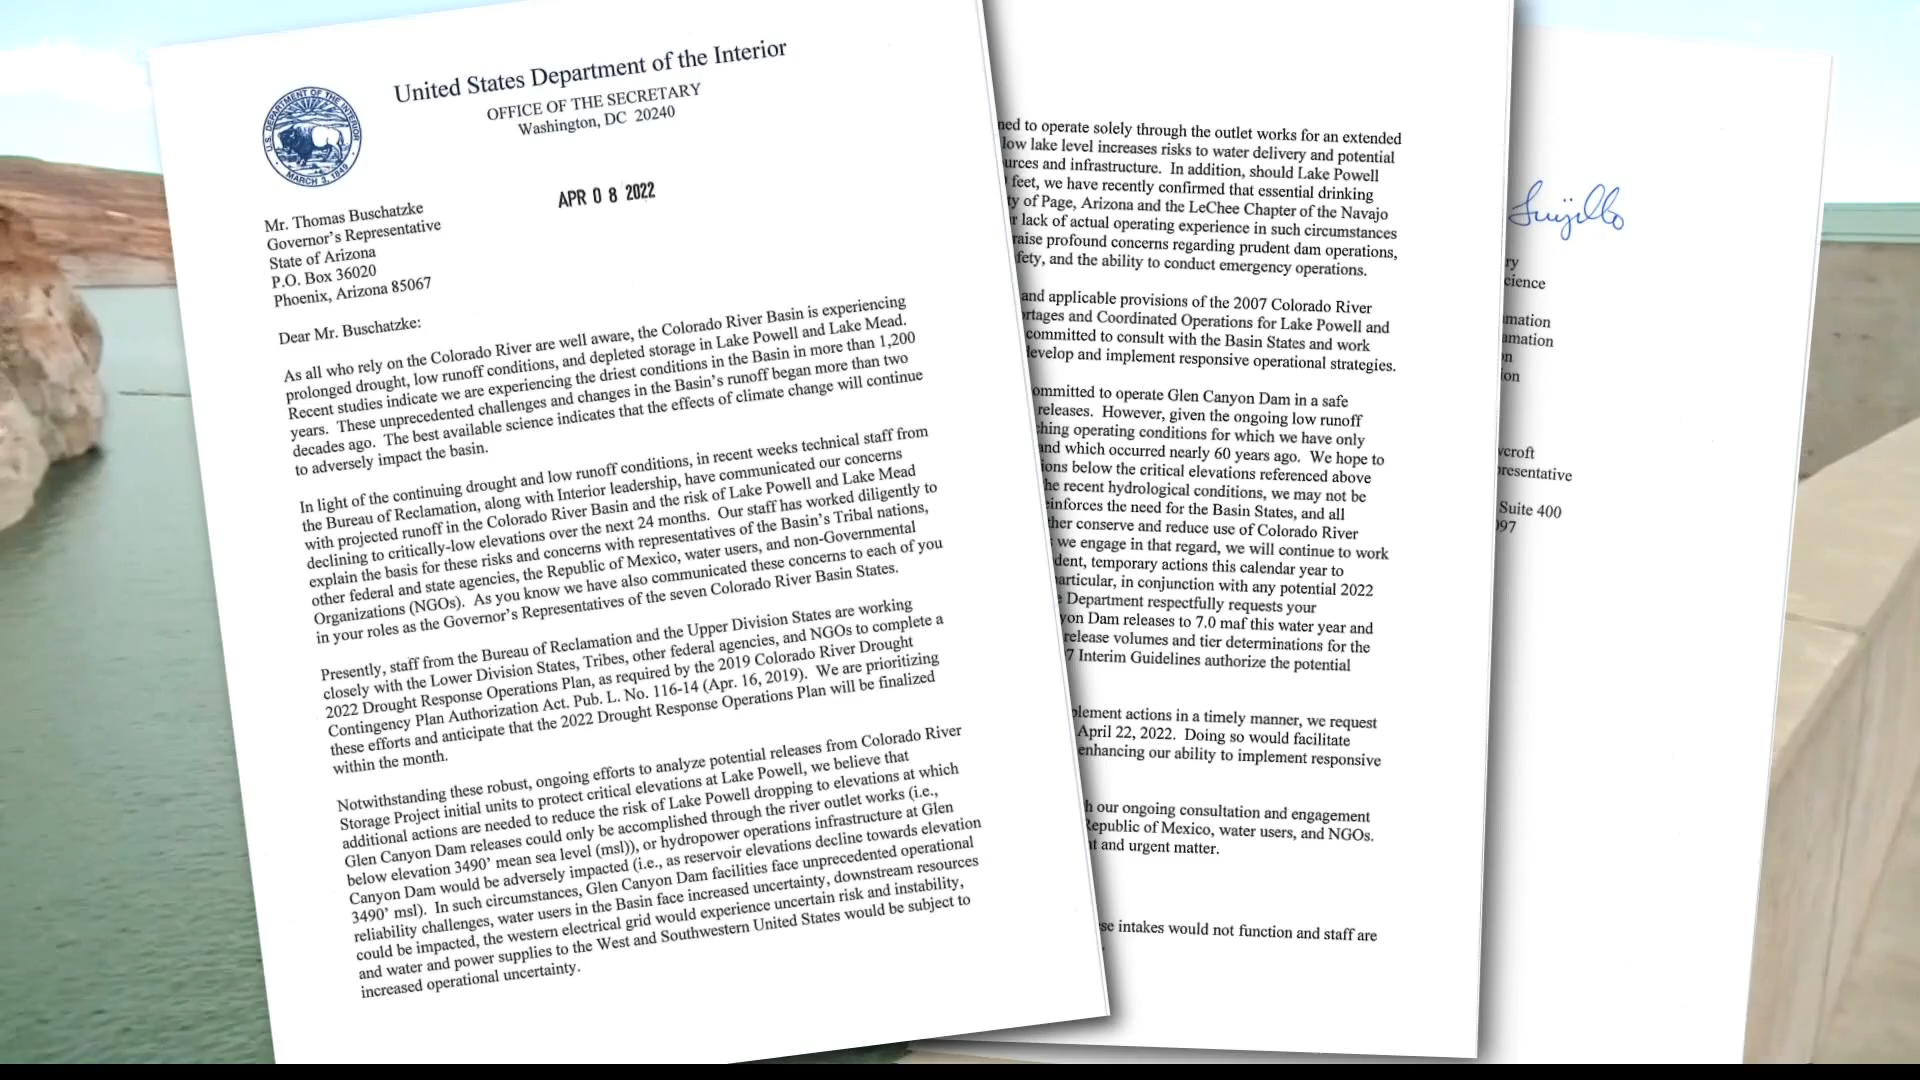 United States Department of the Interior
OFFICE OF THE SECRETARY
Washington, DC 20240
U.S. DEPARTMENT OF THE INTERIOR
MARCH 3, 1849
APR 08 2022
Mr. Thomas Buschatzke
Governor's Representative
State of Arizona
P.O. Box 36020
Phoenix, Arizona 85067
Dear Mr. Buschatzke:
As all who rely on the Colorado River are well aware, the Colorado River Basin is experiencing
prolonged drought, low runoff conditions, and depleted storage in Lake Powell and Lake Mead.
Recent studies indicate we are experiencing the driest conditions in the Basin in more than 1,200
years. These unprecedented challenges and changes in the Basin's runoff began more than two
decades ago. The best available science indicates that the effects of climate change will continue
to adversely impact the basin.
In light of the continuing drought and low runoff conditions, in recent weeks technical staff from
the Bureau of Reclamation, along with Interior leadership, have communicated our concerns
with projected runoff in the Colorado River Basin and the risk of Lake Powell and Lake Mead
declining to critically-low elevations over the next 24 months. Our staff has worked diligently to
explain the basis for these risks and concerns with representatives of the Basin's Tribal nations,
other federal and state agencies, the Republic of Mexico, water users, and non-Governmental
Organizations (NGOs). As you know we have also communicated these concerns to each of you
in your roles as the Governor's Representatives of the seven Colorado River Basin States.
Presently, staff from the Bureau of Reclamation and the Upper Division States are working
closely with the Lower Division States, Tribes, other federal agencies, and NGOs to complete a
2022 Drought Response Operations Plan, as required by the 2019 Colorado River Drought
Contingency Plan Authorization Act. Pub. L. No. 116-14 (Apr. 16, 2019). We are prioritizing
these efforts and anticipate that the 2022 Drought Response Operations Plan will be finalized
within the month.
Notwithstanding these robust, ongoing efforts to analyze potential releases from Colorado River
Storage Project initial units to protect critical elevations at Lake Powell, we believe that
additional actions are needed to reduce the risk of Lake Powell dropping to elevations at which
Glen Canyon Dam releases could only be accomplished through the river outlet works (i.e.,
below elevation 3490' mean sea level (msl)), or hydropower operations infrastructure at Glen
Canyon Dam would be adversely impacted (i.e., as reservoir elevations decline towards elevation
3490' msl). In such circumstances, Glen Canyon Dam facilities face unprecedented operational
reliability challenges, water users in the Basin face increased uncertainty, downstream resources
could be impacted, the western electrical grid would experience uncertain risk and instability,
and water and power supplies to the West and Southwestern United States would be subject to
increased operational uncertainty.
ned to operate solely through the outlet works for an extended
low lake level increases risks to water delivery and potential
urces and infrastructure. In addition, should Lake Powell
feet, we have recently confirmed that essential drinking
ty of Page, Arizona and the LeChee Chapter of the Navajo
r lack of actual operating experience in such circumstances
raise profound concerns regarding prudent dam operations,
fety, and the ability to conduct emergency operations.
and applicable provisions of the 2007 Colorado River
rtages and Coordinated Operations for Lake Powell and
committed to consult with the Basin States and work
evelop and implement responsive operational strategies.
ommitted to operate Glen Canyon Dam in a safe
releases. However, given the ongoing low runoff
ching operating conditions for which we have only
and which occurred nearly 60 years ago. We hope to
ions below the critical elevations referenced above
he recent hydrological conditions, we may not be
einforces the need for the Basin States, and all
ther conserve and reduce use of Colorado River
we engage in that regard, we will continue to work
dent, temporary actions this calendar year to
articular, in conjunction with any potential 2022
e Department respectfully requests your
yon Dam releases to 7.0 maf this water year and
release volumes and tier determinations for the
7 Interim Guidelines authorize the potential
plement actions in a timely manner, we request
April 22, 2022. Doing so would facilitate
enhancing our ability to implement responsive
h our ongoing consultation and engagement
Republic of Mexico, water users, and NGOs.
nt and urgent matter.
se intakes would not function and staff are
Trujillo
ry
cience
mation
amation
on
ion
ycroft
presentative
Suite 400
097